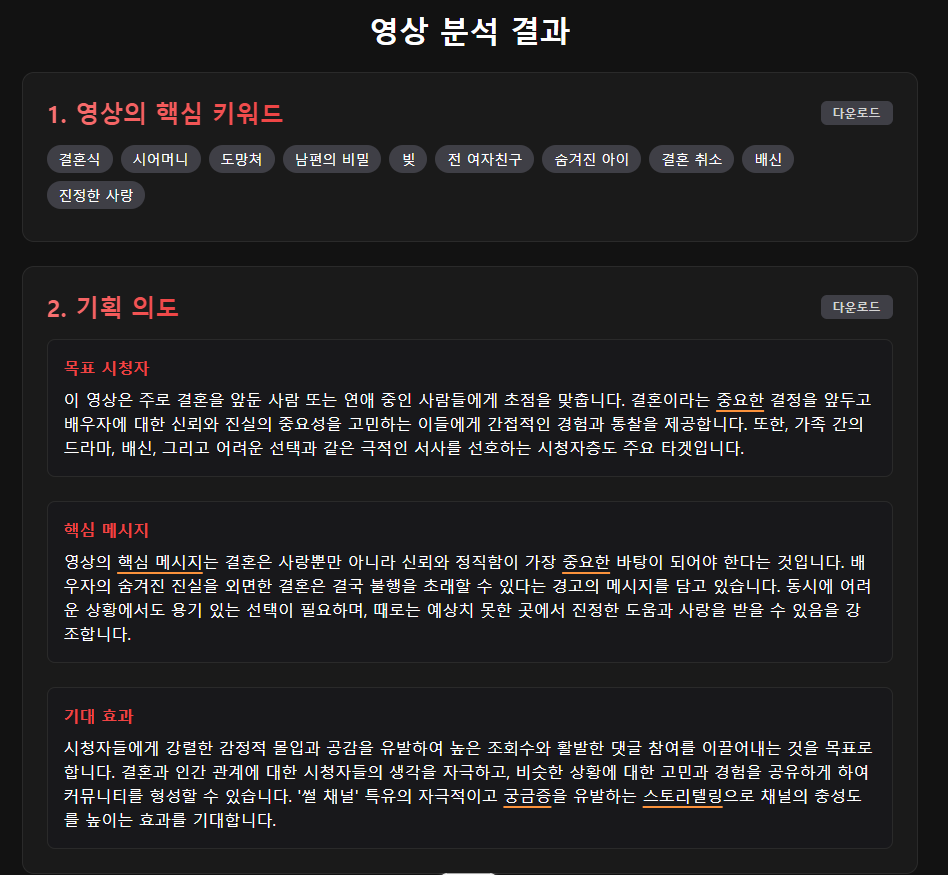 영상 분석 결과
1. 영상의 핵심 키워드
다운로드
결혼식 시어머니 도망쳐 남편의 비밀 빚 전 여자친구 숨겨진 아이 결혼 취소 배신
진정한 사랑
2. 기획 의도
다운로드
목표 시청자
이 영상은 주로 결혼을 앞둔 사람 또는 연애 중인 사람들에게 초점을 맞춥니다. 결혼이라는 중요한 결정을 앞두고
배우자에 대한 신뢰와 진실의 중요성을 고민하는 이들에게 간접적인 경험과 통찰을 제공합니다. 또한, 가족 간의
드라마, 배신, 그리고 어려운 선택과 같은 극적인 서사를 선호하는 시청자층도 주요 타겟입니다.
핵심 메시지
영상의 핵심 메시지는 결혼은 사랑뿐만 아니라 신뢰와 정직함이 가장 중요한 바탕이 되어야 한다는 것입니다. 배
우자의 숨겨진 진실을 외면한 결혼은 결국 불행을 초래할 수 있다는 경고의 메시지를 담고 있습니다. 동시에 어려
운 상황에서도 용기 있는 선택이 필요하며, 때로는 예상치 못한 곳에서 진정한 도움과 사랑을 받을 수 있음을 강
조합니다.
기대 효과
시청자들에게 강렬한 감정적 몰입과 공감을 유발하여 높은 조회수와 활발한 댓글 참여를 이끌어내는 것을 목표로
합니다. 결혼과 인간 관계에 대한 시청자들의 생각을 자극하고, 비슷한 상황에 대한 고민과 경험을 공유하게 하여
커뮤니티를 형성할 수 있습니다. '썰 채널' 특유의 자극적이고 궁금증을 유발하는 스토리텔링으로 채널의 충성도
를 높이는 효과를 기대합니다.